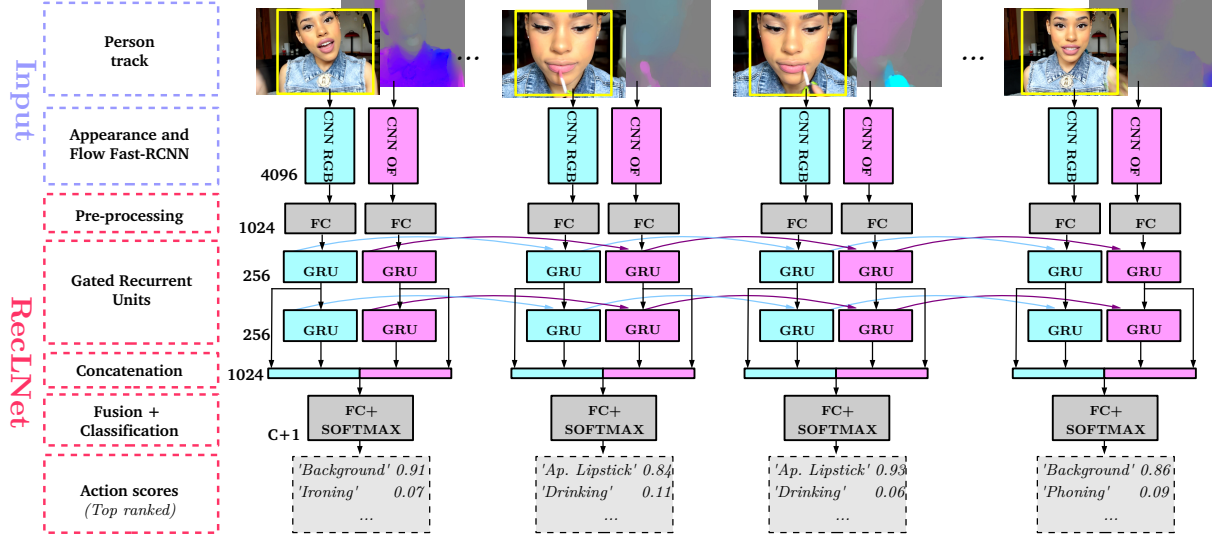 Input
Person
track
Appearance and
Flow Fast-RCNN
RecLNet
Pre-processing
Gated Recurrent
Units
Concatenation
Fusion +
Classification
Action scores
(Top ranked)
...
...
...
CNN RGB
CNN OF
CNN RGB
CNN OF
CNN RGB
CNN OF
CNN RGB
CNN OF
4096
FC
FC
FC
FC
FC
FC
FC
FC
1024
GRU
GRU
GRU
GRU
GRU
GRU
GRU
GRU
256
GRU
GRU
GRU
GRU
GRU
GRU
GRU
GRU
256
1024
FC+
SOFTMAX
FC+
SOFTMAX
FC+
SOFTMAX
FC+
SOFTMAX
C+1
'Background' 0.91
'Ironing' 0.07
...
'Ap. Lipstick' 0.84
'Drinking' 0.11
...
'Ap. Lipstick' 0.93
'Drinking' 0.06
...
'Background' 0.86
'Phoning' 0.09
...